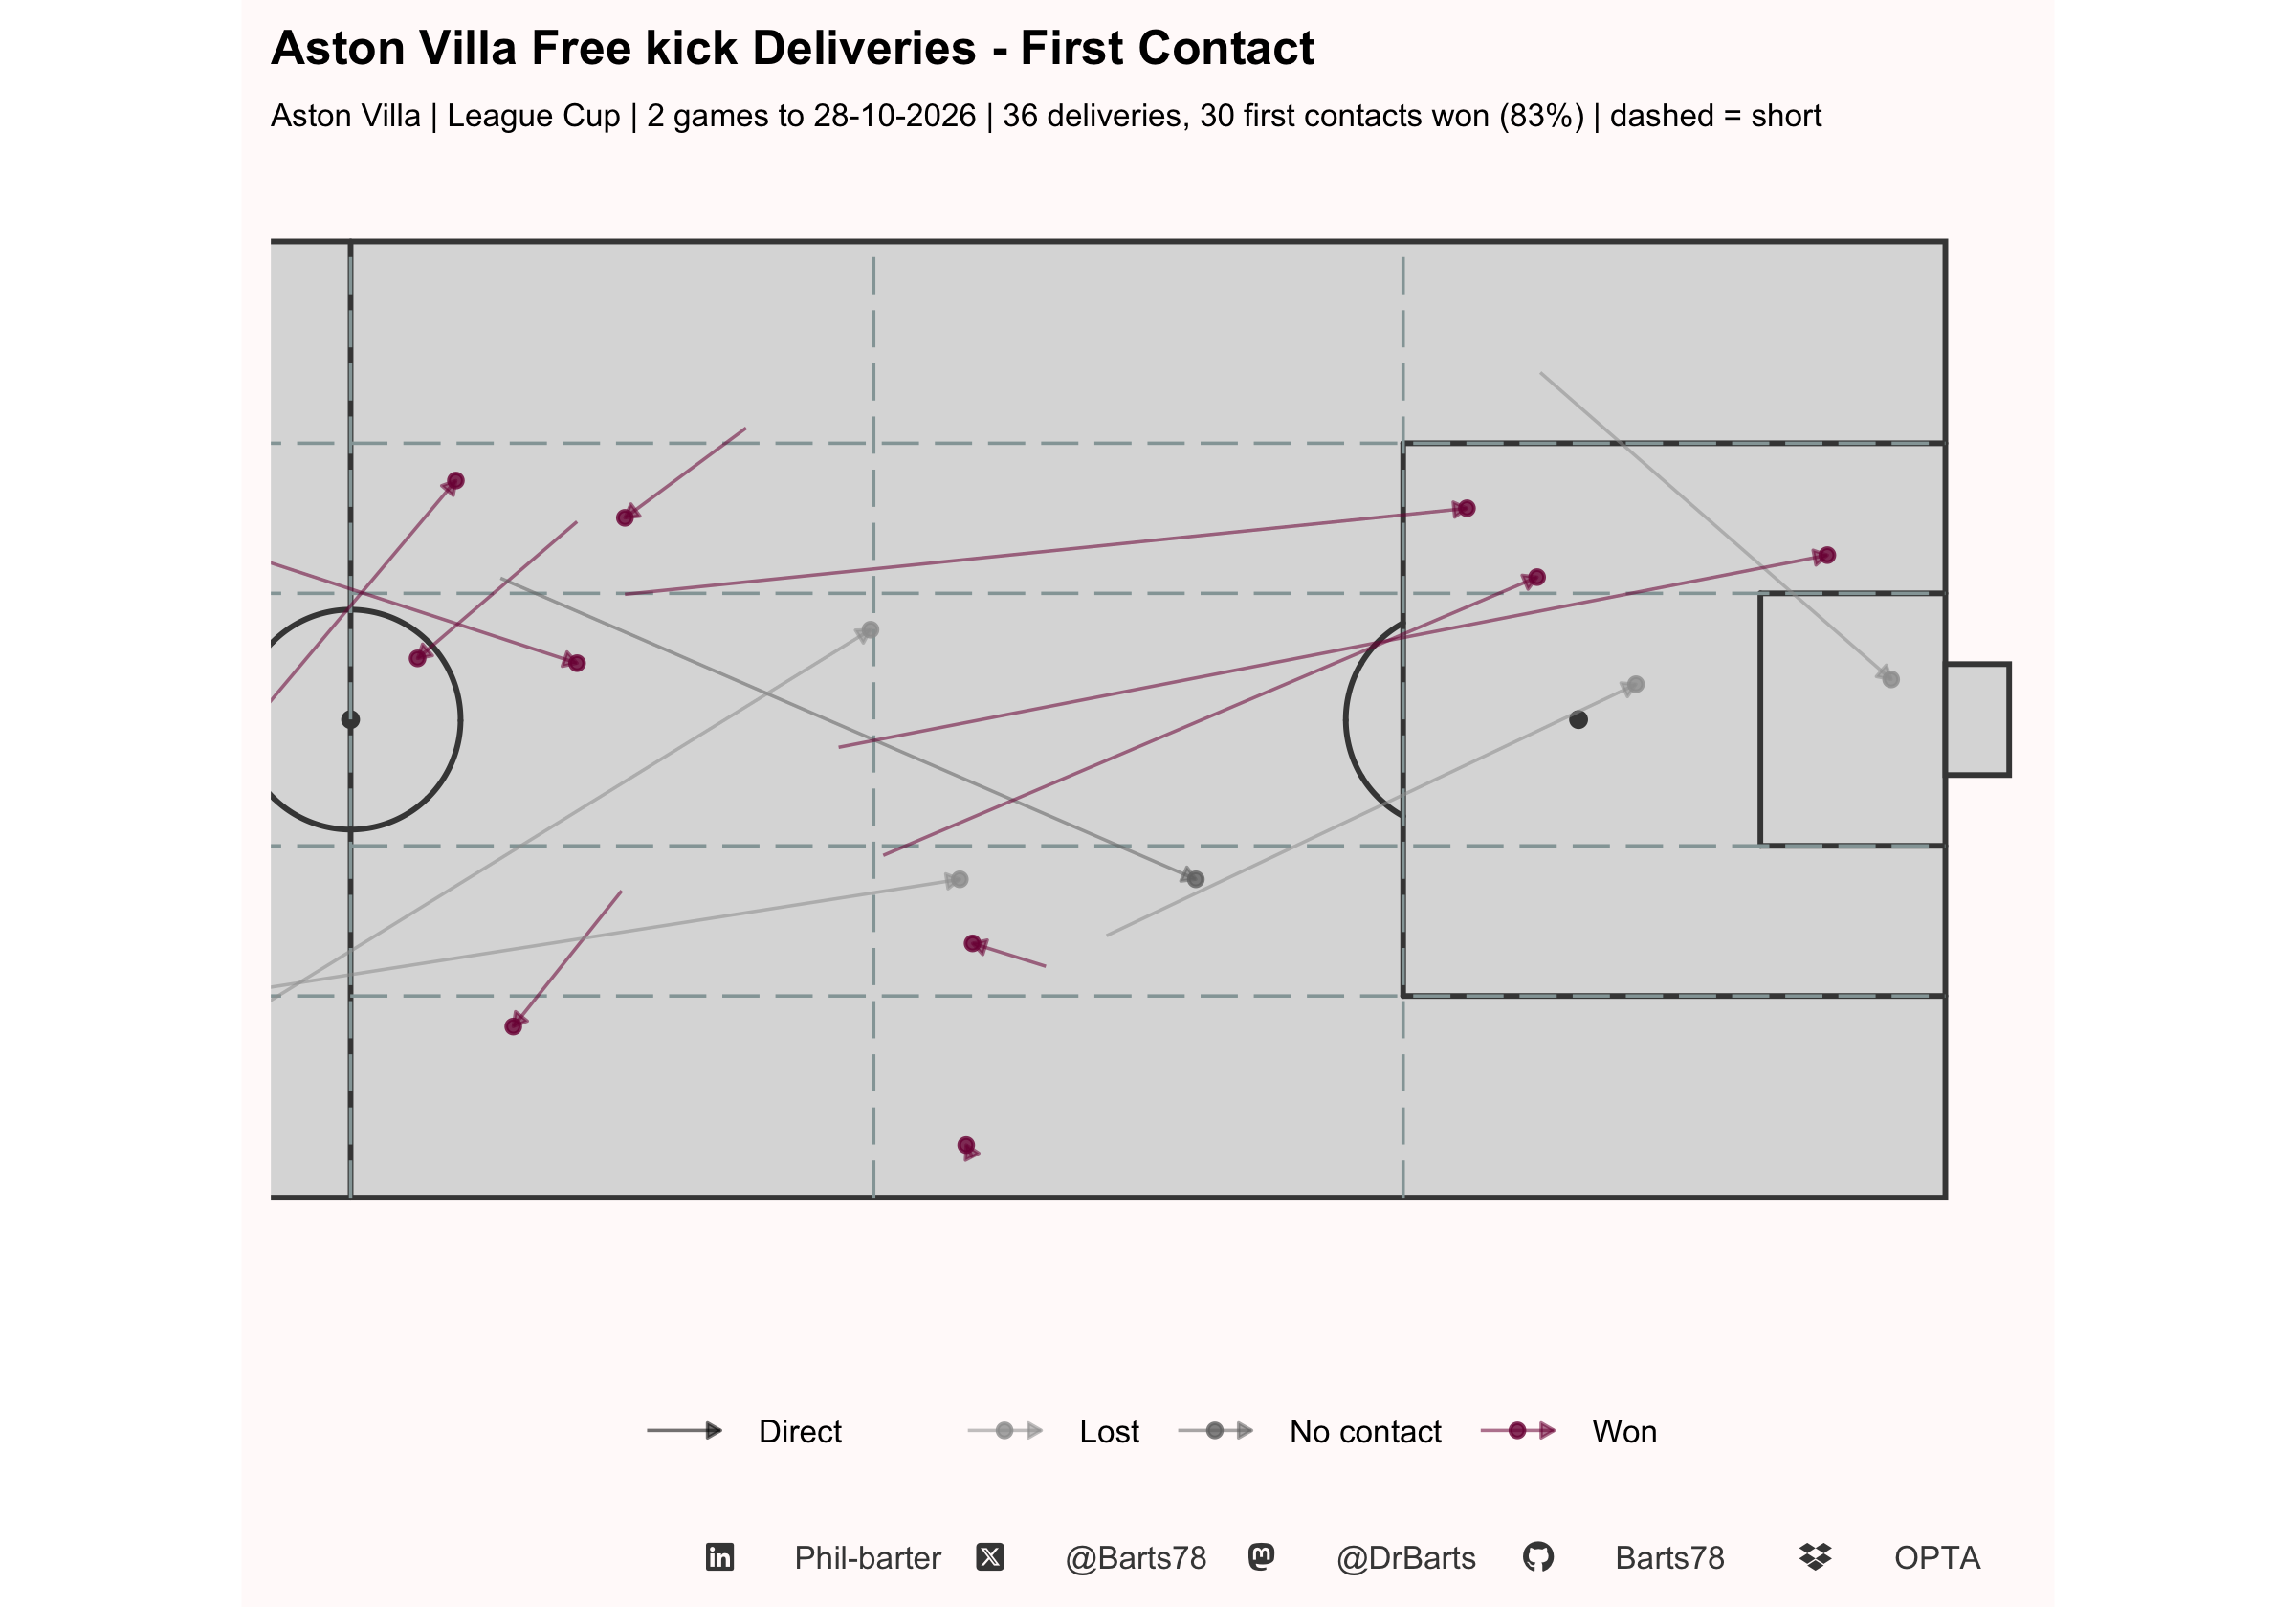 Aston Villa Free kick Deliveries - First Contact
Aston Villa | League Cup | 2 games to 28-10-2026 | 36 deliveries, 30 first contacts won (83%) | dashed = short
Direct Lost No contact Won
Phil-barter @Barts78 @DrBarts Barts78 OPTA